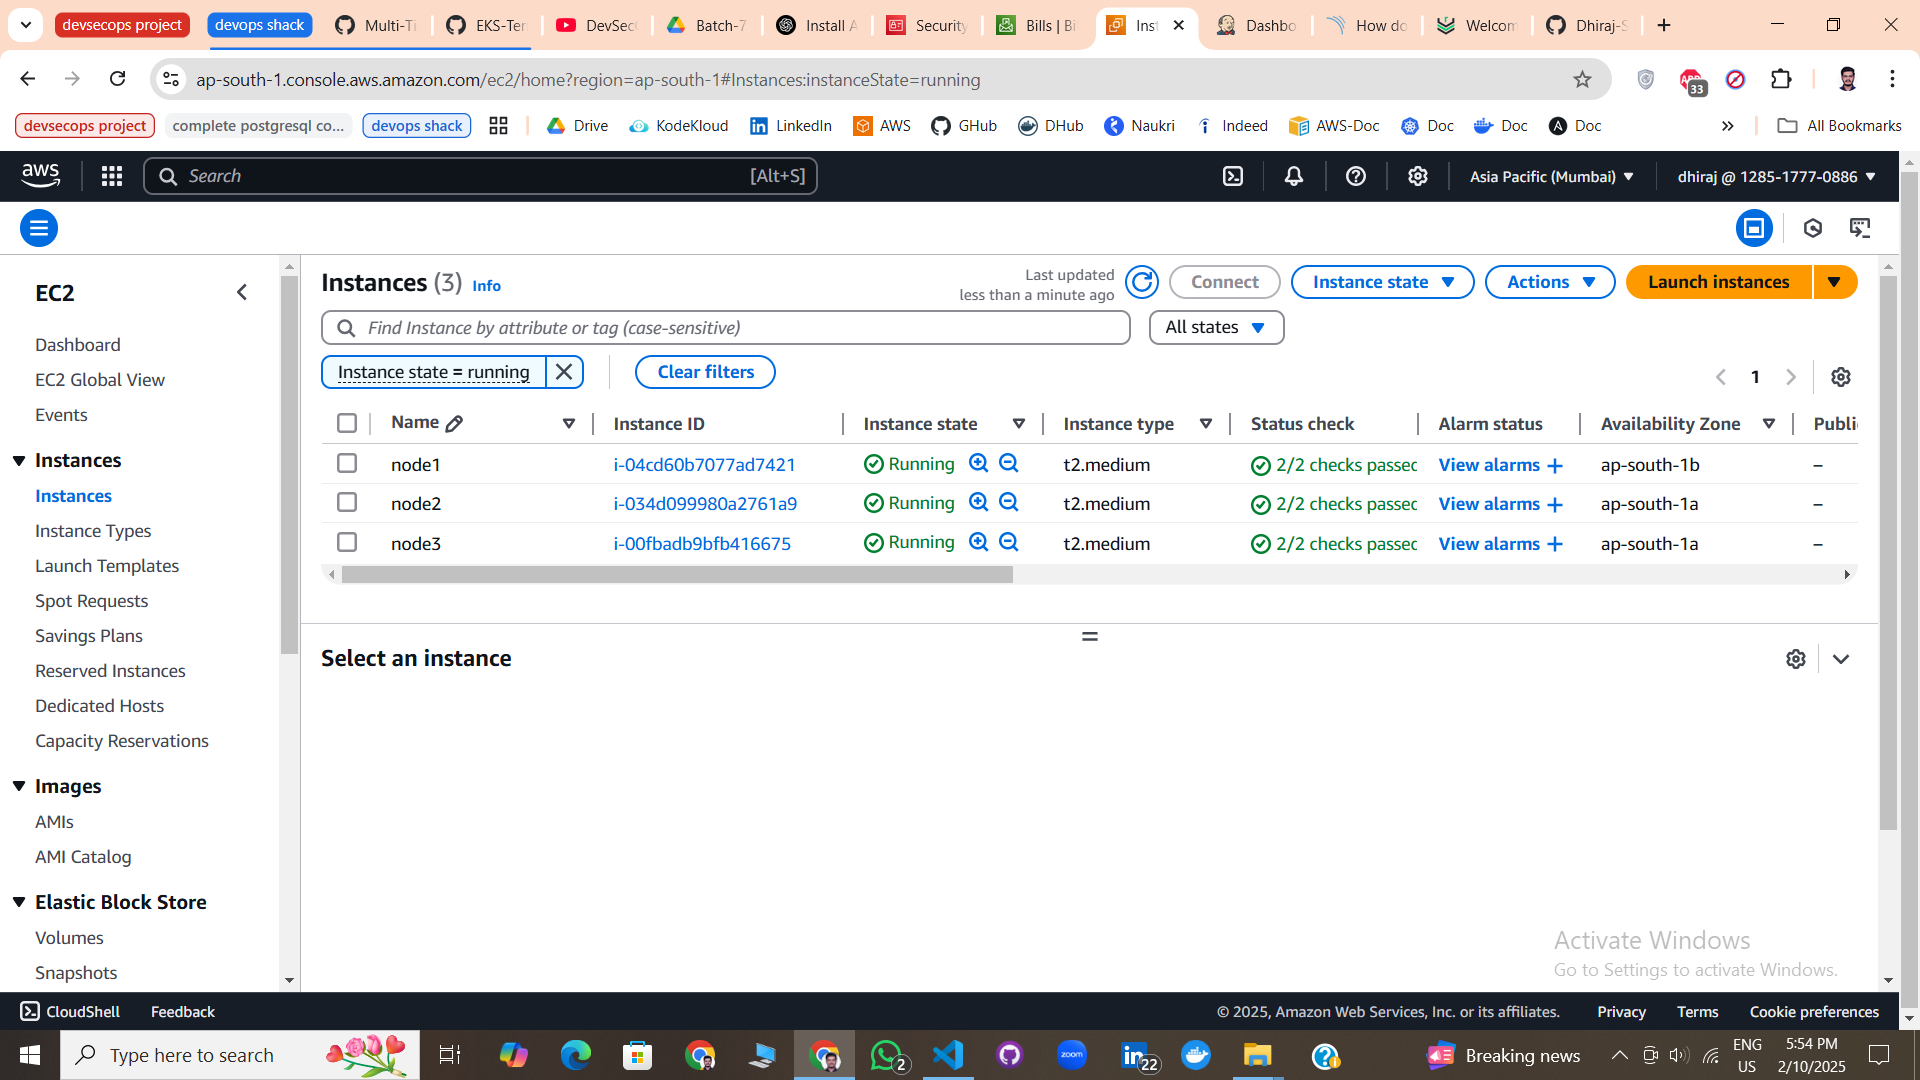 devsecops project
devops shack
Multi-Ti
EKS-Ter
DevSec
Batch-7
Install A
Security
Bills | Bi
Inst
Dashbo
How do
Welcom
Dhiraj-S
ap-south-1.console.aws.amazon.com/ec2/home?region=ap-south-1#Instances:instanceState=running
33
devsecops project
complete postgresql co...
devops shack
Drive
KodeKloud
LinkedIn
AWS
GHub
DHub
Naukri
Indeed
AWS-Doc
Doc
Doc
Doc
All Bookmarks
aws
Search
[Alt+S]
Asia Pacific (Mumbai)
dhiraj @ 1285-1777-0886
EC2
Dashboard
EC2 Global View
Events
Instances
Instances
Instance Types
Launch Templates
Spot Requests
Savings Plans
Reserved Instances
Dedicated Hosts
Capacity Reservations
Images
AMIs
AMI Catalog
Elastic Block Store
Volumes
Snapshots
Instances (3) Info
Last updated
less than a minute ago
Connect
Instance state
Actions
Launch instances
Find Instance by attribute or tag (case-sensitive)
All states
Instance state = running
Clear filters
1
Name Instance ID Instance state Instance type Status check Alarm status Availability Zone Publi
node1 i-04cd60b7077ad7421 Running t2.medium 2/2 checks passed View alarms + ap-south-1b –
node2 i-034d099980a2761a9 Running t2.medium 2/2 checks passed View alarms + ap-south-1a –
node3 i-00fbadb9bfb416675 Running t2.medium 2/2 checks passed View alarms + ap-south-1a –
Select an instance
Activate Windows
Go to Settings to activate Windows.
CloudShell
Feedback
© 2025, Amazon Web Services, Inc. or its affiliates.
Privacy
Terms
Cookie preferences
Type here to search
2
zoom
22
Breaking news
ENG
US
5:54 PM
2/10/2025